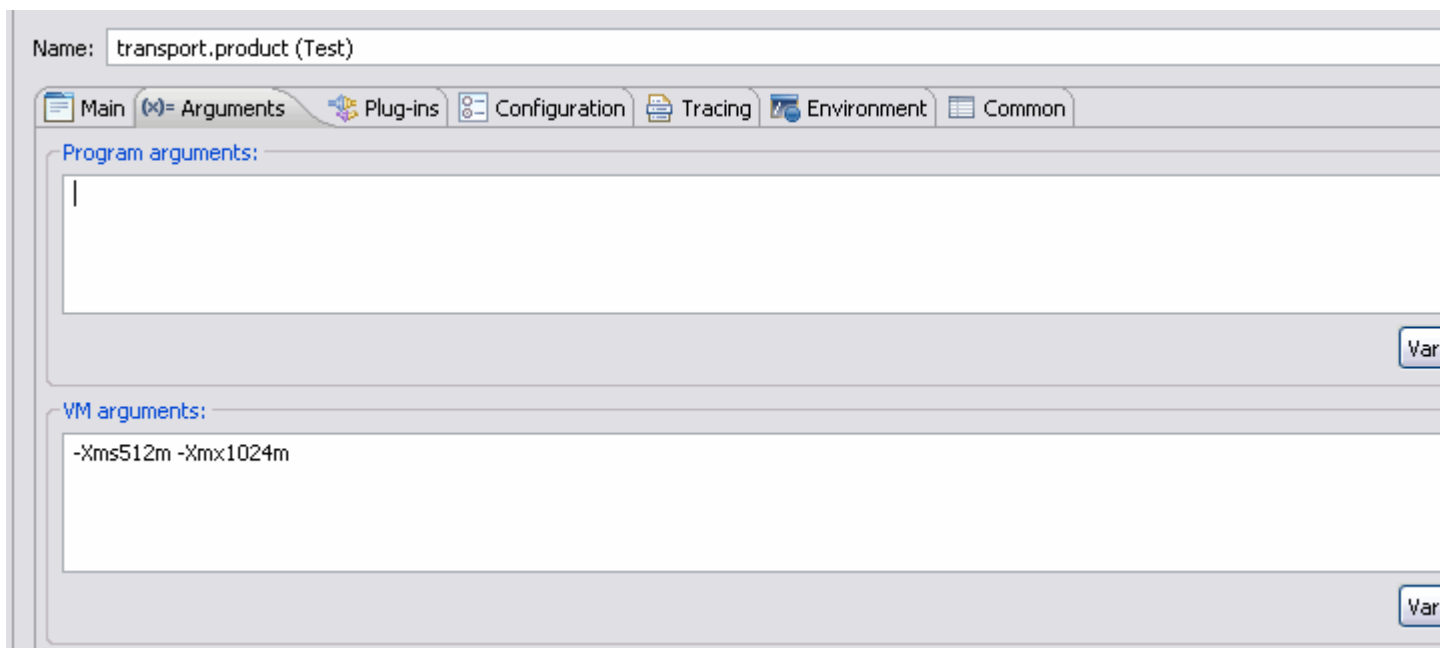 Name: transport.product (Test)
Main (x)= Arguments Plug-ins Configuration Tracing Environment Common
Program arguments:
Var
VM arguments:
-Xms512m -Xmx1024m
Var